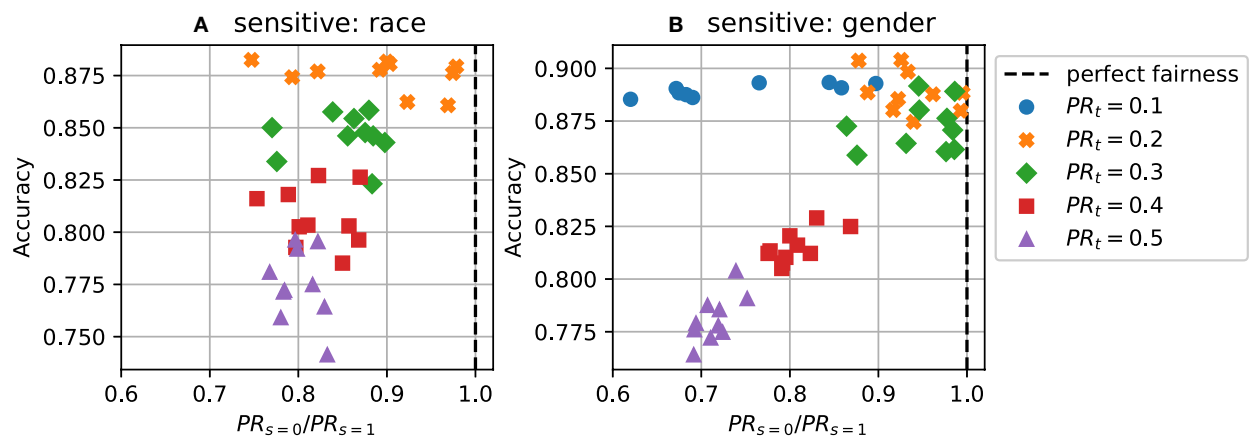 A sensitive: race
Accuracy
0.875
0.850
0.825
0.800
0.775
0.750
0.6 0.7 0.8 0.9 1.0
PR_{s=0}/PR_{s=1}
B sensitive: gender
Accuracy
0.900
0.875
0.850
0.825
0.800
0.775
0.6 0.7 0.8 0.9 1.0
PR_{s=0}/PR_{s=1}
perfect fairness
PR_t = 0.1
PR_t = 0.2
PR_t = 0.3
PR_t = 0.4
PR_t = 0.5